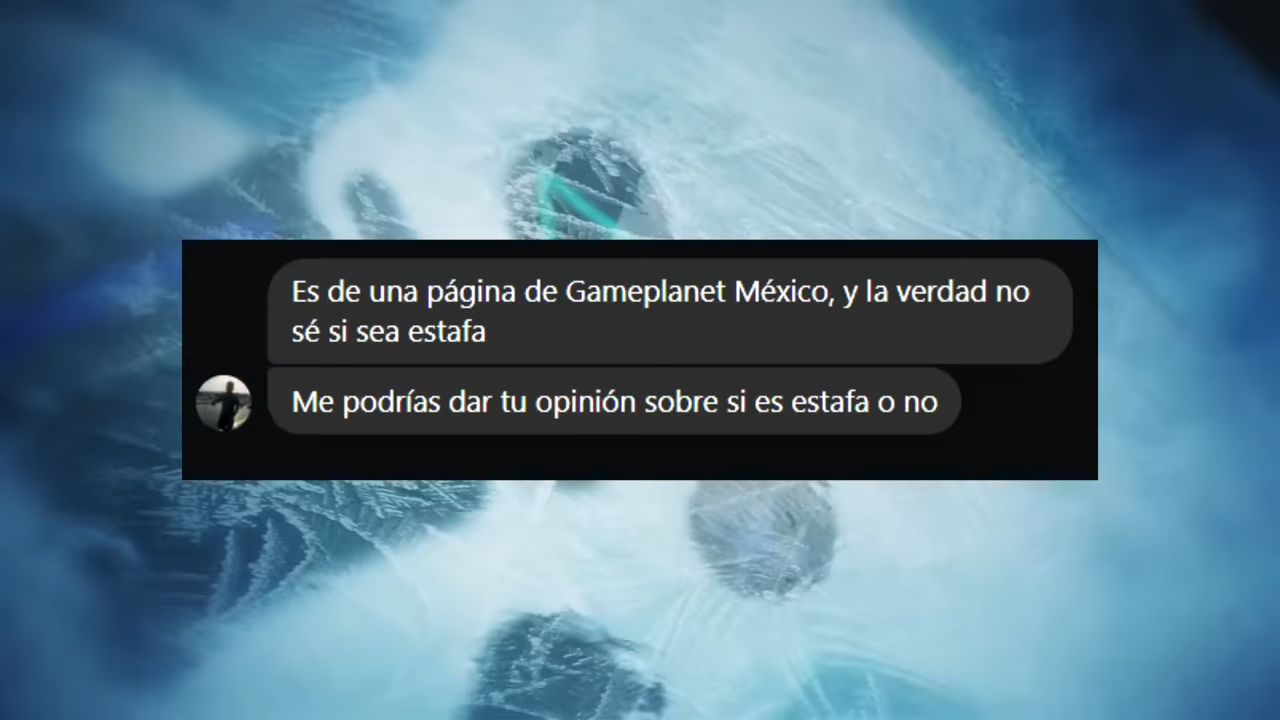 Es de una página de Gameplanet México, y la verdad no
sé si sea estafa
Me podrías dar tu opinión sobre si es estafa o no